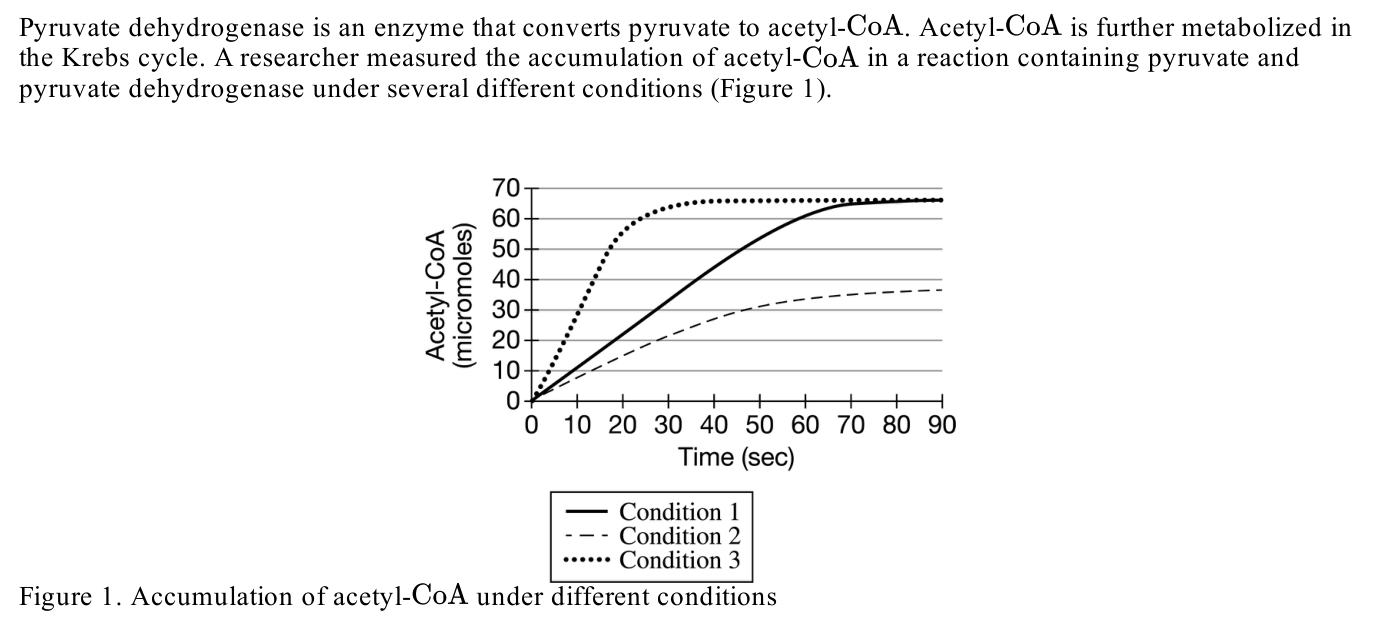 Pyruvate dehydrogenase is an enzyme that converts pyruvate to acetyl-CoA. Acetyl-CoA is further metabolized in
the Krebs cycle. A researcher measured the accumulation of acetyl-CoA in a reaction containing pyruvate and
pyruvate dehydrogenase under several different conditions (Figure 1).
Acetyl-CoA
(micromoles)
70
60
50
40
30
20
10
0
0 10 20 30 40 50 60 70 80 90
Time (sec)
Condition 1
Condition 2
Condition 3
Figure 1. Accumulation of acetyl-CoA under different conditions